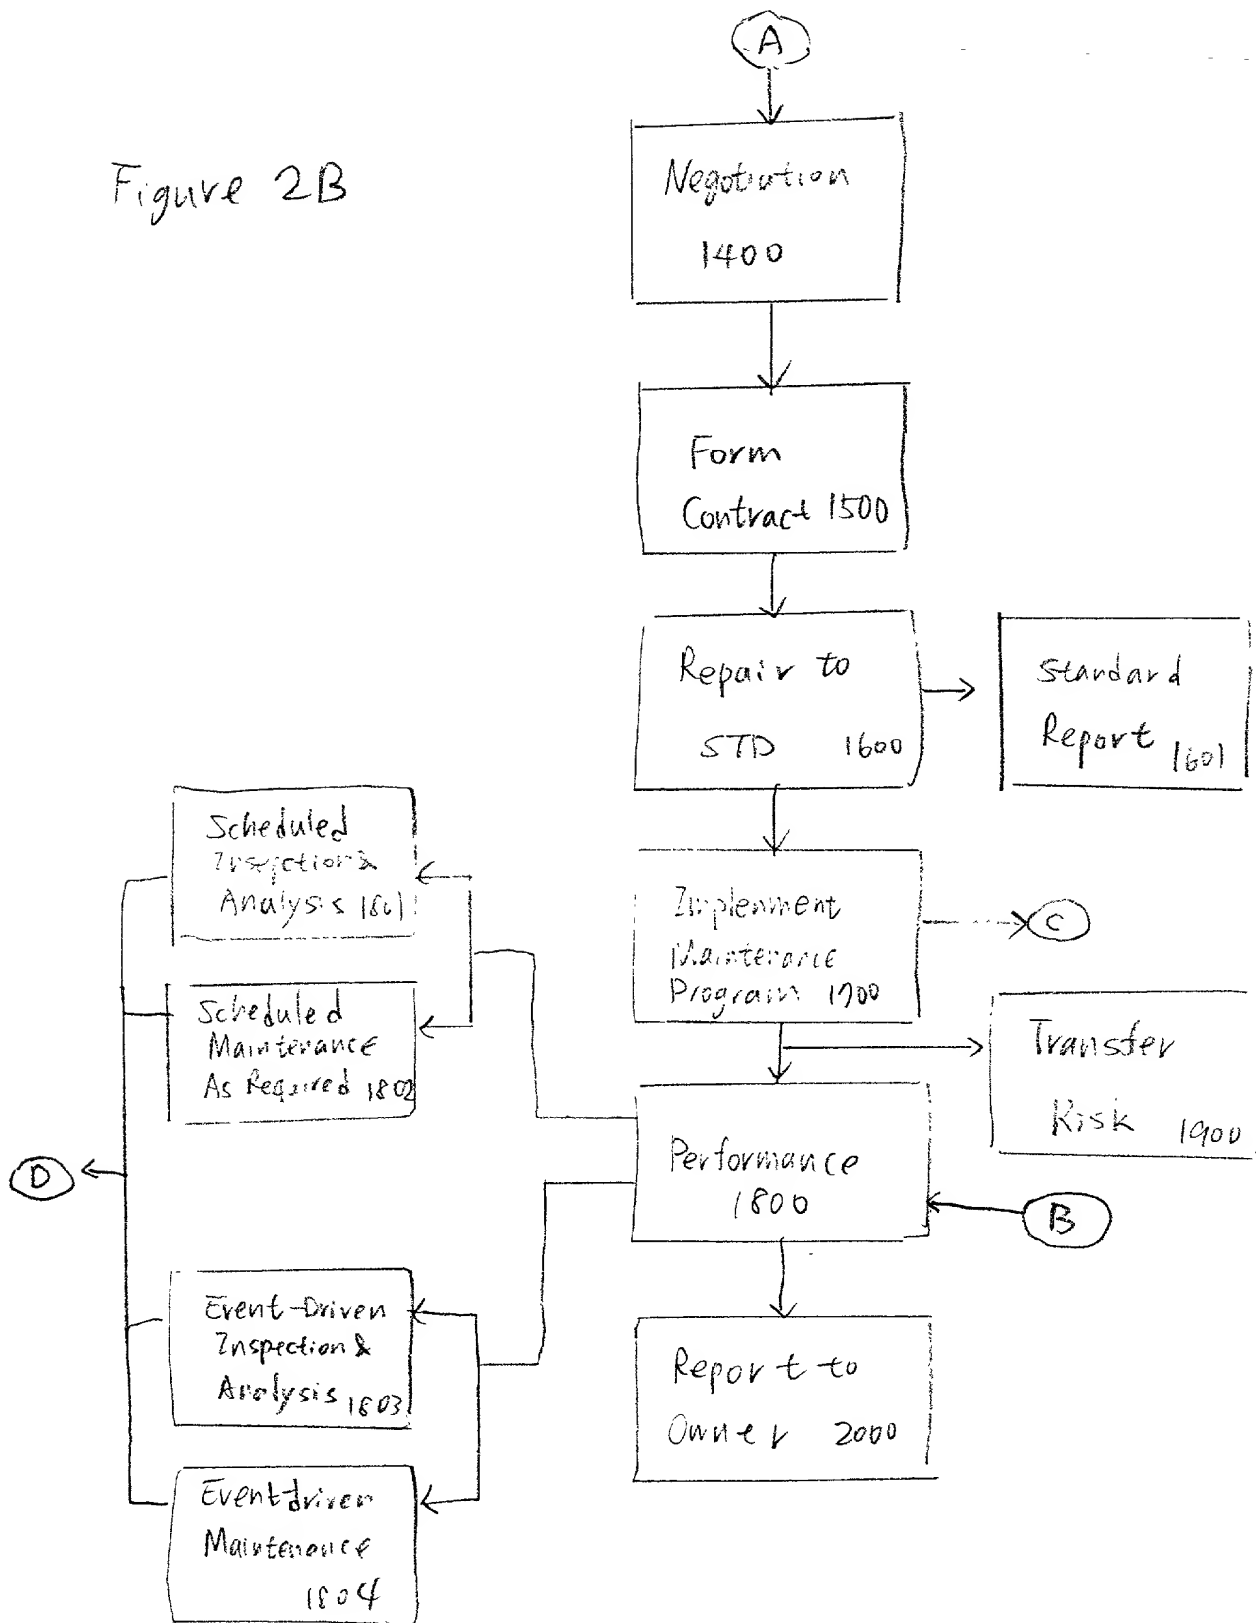 A
Figure 2B
Negotiation
1400
Form
Contract 1500
Repair to
STD 1600
Standard
Report 1601
Scheduled
Inspection &
Analysis 1801
Implenment
Maintenance
Program 1700
C
Scheduled
Maintenance
As Required 1802
Transfer
Risk 1900
Performance
1800
D
B
Event-Driven
Inspection &
Analysis 1803
Report to
Owner 2000
Event-driven
Maintenance
1804